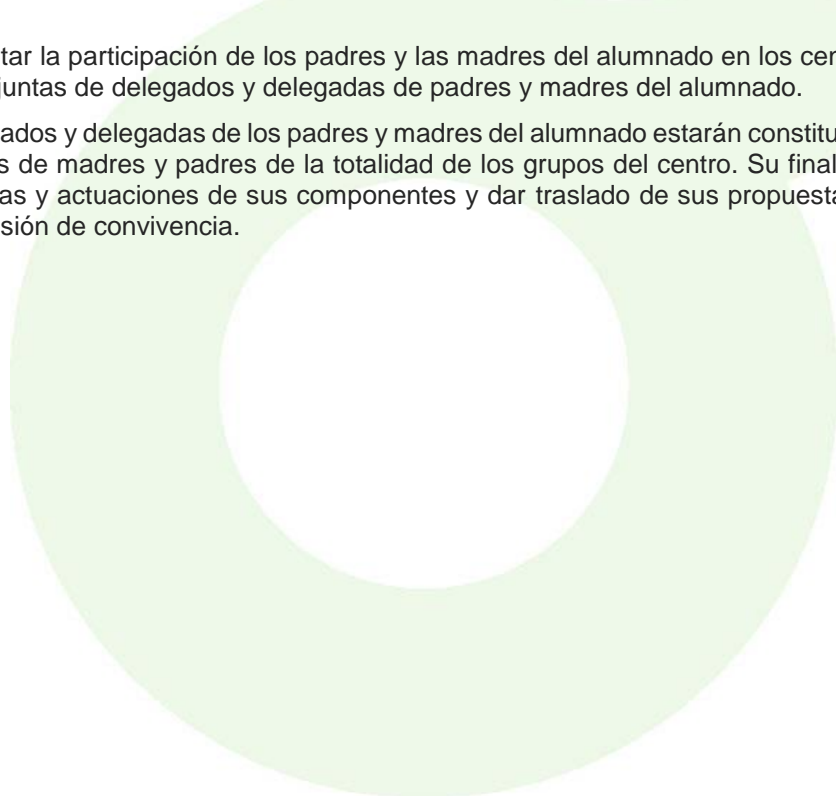 tar la participación de los padres y las madres del alumnado en los cen
juntas de delegados y delegadas de padres y madres del alumnado.
ados y delegadas de los padres y madres del alumnado estarán constitu
s de madres y padres de la totalidad de los grupos del centro. Su final
as y actuaciones de sus componentes y dar traslado de sus propuesta
sión de convivencia.